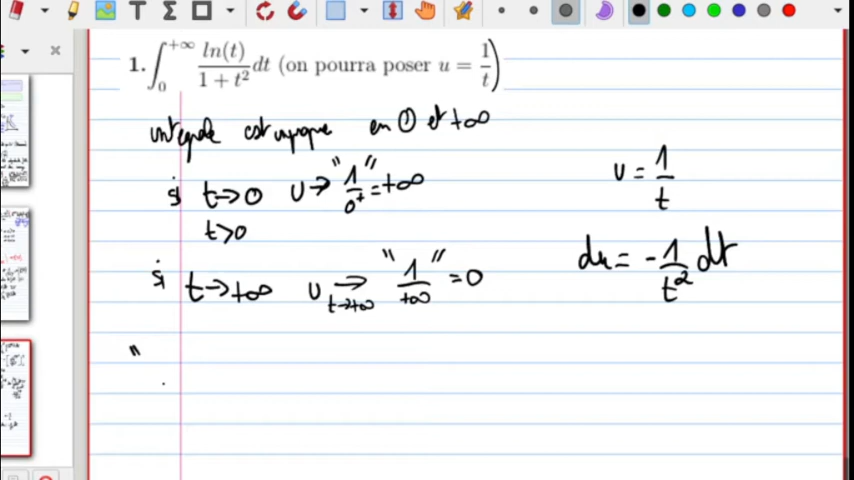 1. ∫₀^{+∞} ln(t)/(1 + t²) dt (on pourra poser u = 1/t)
intégrale est impropre en 0 et +∞
si t → 0 u → "1/0⁺" = +∞
t > 0
u = 1/t
si t → +∞ u →_{t→+∞} "1/+∞" = 0
du = -1/t² dt
"